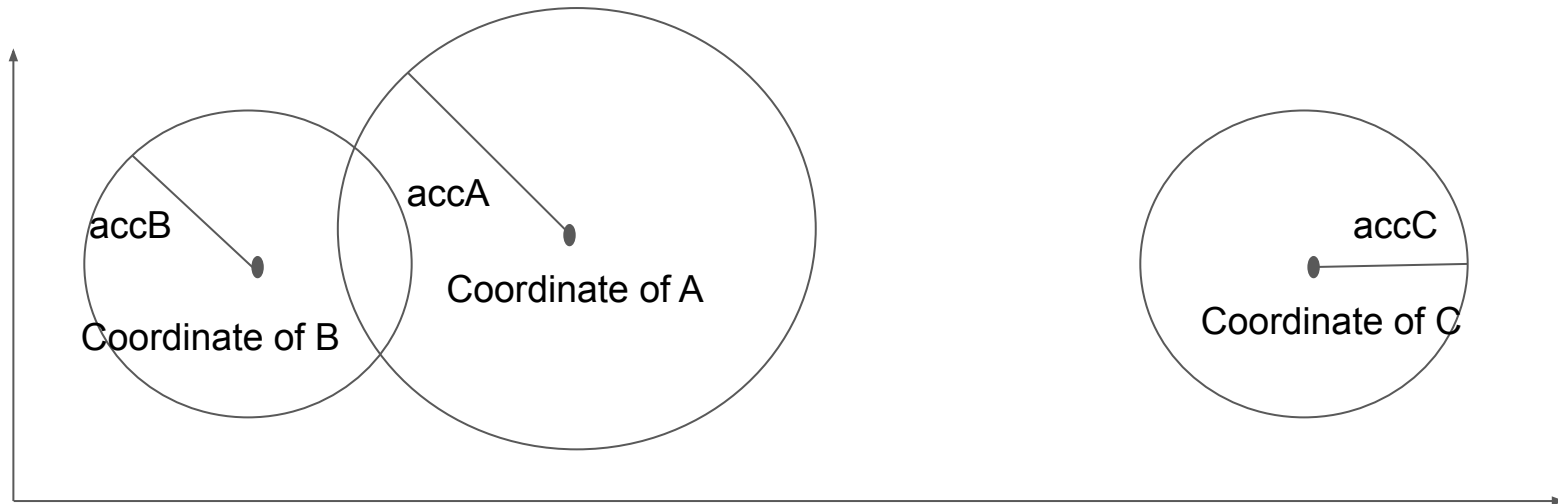 accA
accB
accC
Coordinate of A
Coordinate of C
Coordinate of B